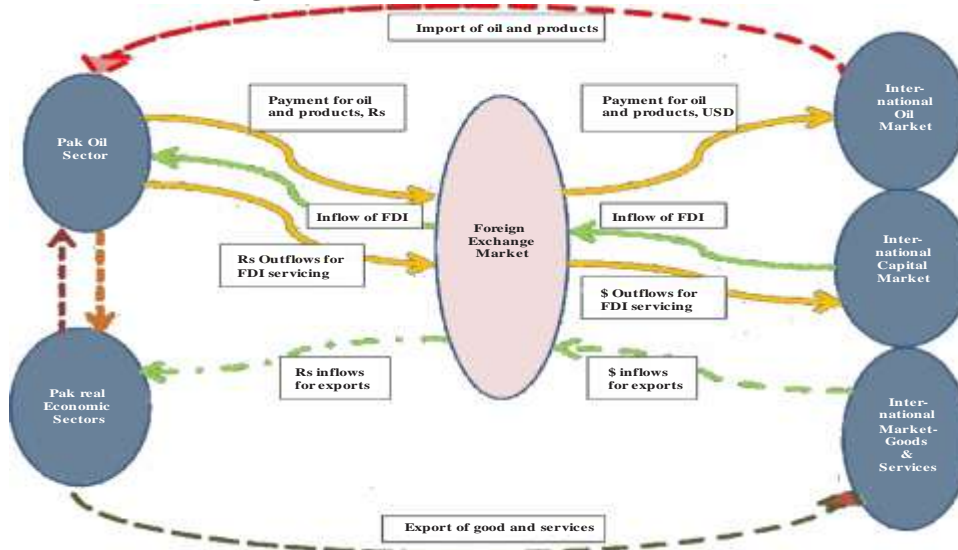 Import of oil and products
Inter-
national
Oil
Market
Payment for oil
and products, Rs
Payment for oil
and products, USD
Pak Oil
Sector
Inflow of FDI
Inflow of FDI
Foreign
Exchange
Market
Inter-
national
Capital
Market
Rs Outflows for
FDI servicing
$ Outflows for
FDI servicing
Rs inflows
for exports
$ inflows
for exports
Pak real
Economic
Sectors
Inter-
national
Market-
Goods
&
Services
Export of good and services